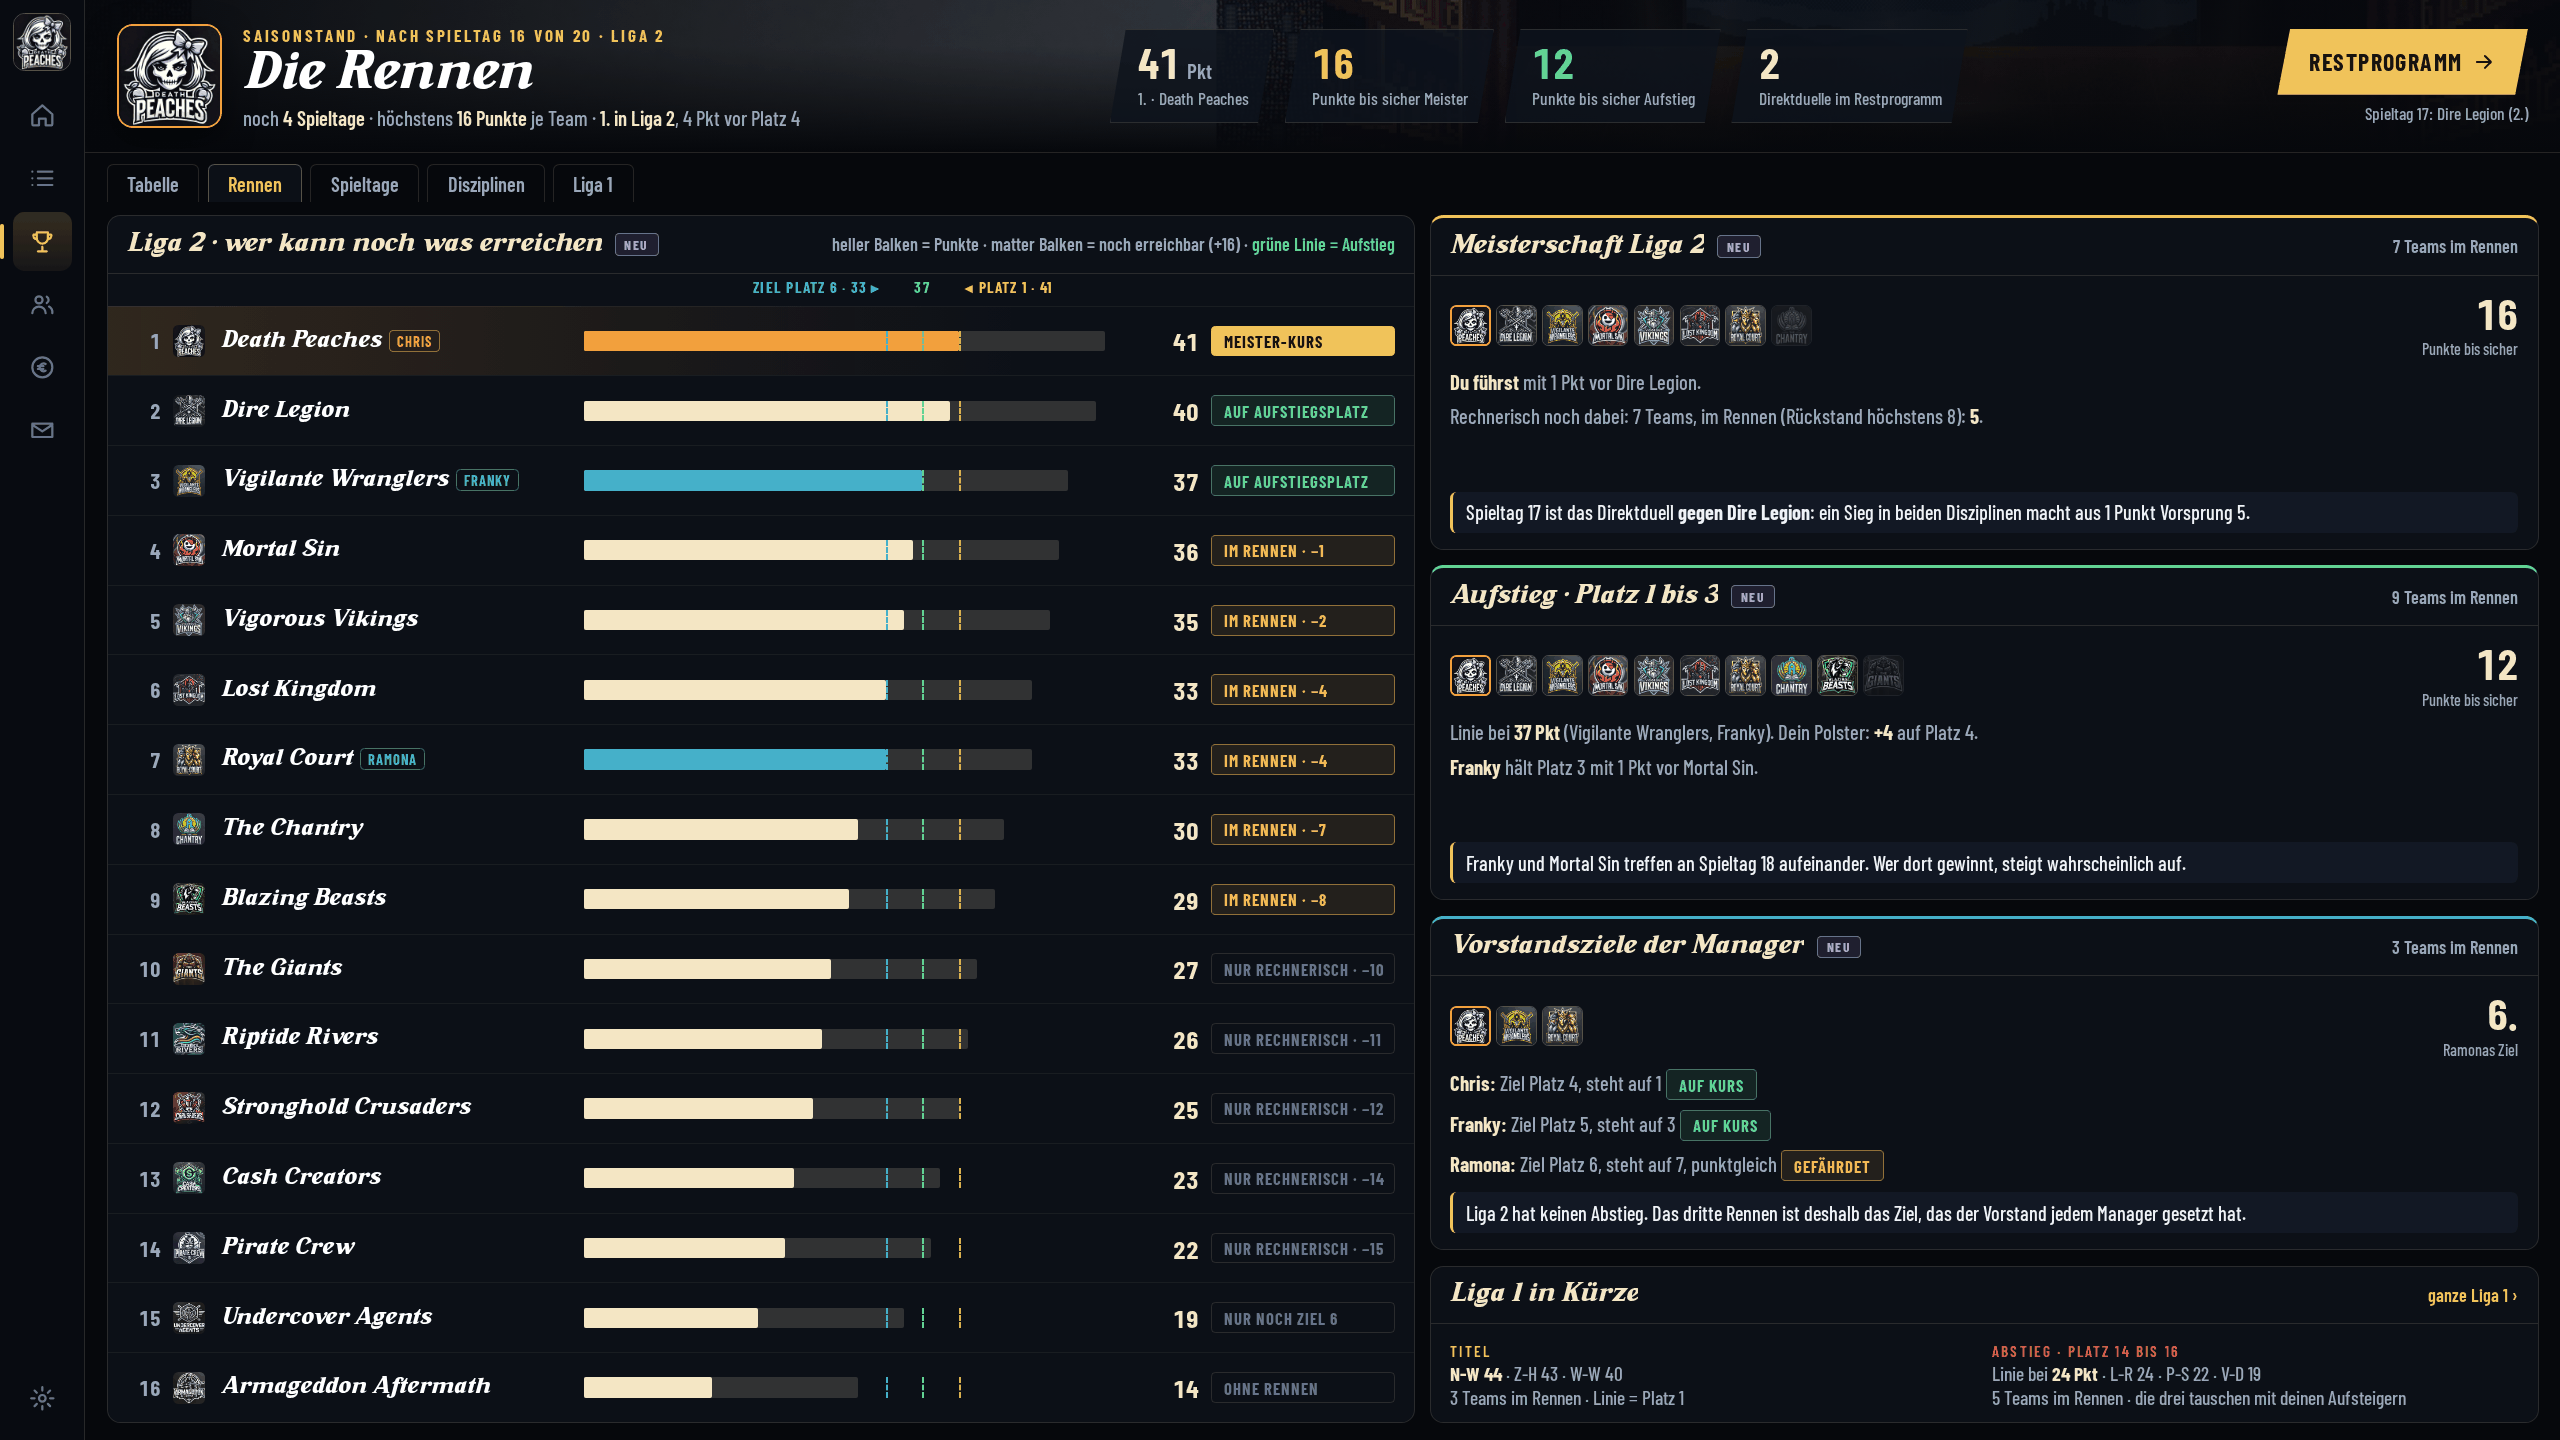 DEATH PEACHES
SAISONSTAND · NACH SPIELTAG 16 VON 20 · LIGA 2
Die Rennen
noch 4 Spieltage · höchstens 16 Punkte je Team · 1. in Liga 2, 4 Pkt vor Platz 4
41 Pkt
1. · Death Peaches
16
Punkte bis sicher Meister
12
Punkte bis sicher Aufstieg
2
Direktduelle im Restprogramm
RESTPROGRAMM →
Spieltag 17: Dire Legion (2.)
Tabelle
Rennen
Spieltage
Disziplinen
Liga 1
Liga 2 · wer kann noch was erreichen NEU
heller Balken = Punkte · matter Balken = noch erreichbar (+16) · grüne Linie = Aufstieg
ZIEL PLATZ 6 · 33 ▸ 37 ◂ PLATZ 1 · 41
1 Death Peaches CHRIS 41 MEISTER-KURS
2 Dire Legion 40 AUF AUFSTIEGSPLATZ
3 Vigilante Wranglers FRANKY 37 AUF AUFSTIEGSPLATZ
4 Mortal Sin 36 IM RENNEN · −1
5 Vigorous Vikings 35 IM RENNEN · −2
6 Lost Kingdom 33 IM RENNEN · −4
7 Royal Court RAMONA 33 IM RENNEN · −4
8 The Chantry 30 IM RENNEN · −7
9 Blazing Beasts 29 IM RENNEN · −8
10 The Giants 27 NUR RECHNERISCH · −10
11 Riptide Rivers 26 NUR RECHNERISCH · −11
12 Stronghold Crusaders 25 NUR RECHNERISCH · −12
13 Cash Creators 23 NUR RECHNERISCH · −14
14 Pirate Crew 22 NUR RECHNERISCH · −15
15 Undercover Agents 19 NUR NOCH ZIEL 6
16 Armageddon Aftermath 14 OHNE RENNEN
Meisterschaft Liga 2 NEU
7 Teams im Rennen
16
Punkte bis sicher
Du führst mit 1 Pkt vor Dire Legion.
Rechnerisch noch dabei: 7 Teams, im Rennen (Rückstand höchstens 8): 5.
Spieltag 17 ist das Direktduell gegen Dire Legion: ein Sieg in beiden Disziplinen macht aus 1 Punkt Vorsprung 5.
Aufstieg · Platz 1 bis 3 NEU
9 Teams im Rennen
12
Punkte bis sicher
Linie bei 37 Pkt (Vigilante Wranglers, Franky). Dein Polster: +4 auf Platz 4.
Franky hält Platz 3 mit 1 Pkt vor Mortal Sin.
Franky und Mortal Sin treffen an Spieltag 18 aufeinander. Wer dort gewinnt, steigt wahrscheinlich auf.
Vorstandsziele der Manager NEU
3 Teams im Rennen
6.
Ramonas Ziel
Chris: Ziel Platz 4, steht auf 1 AUF KURS
Franky: Ziel Platz 5, steht auf 3 AUF KURS
Ramona: Ziel Platz 6, steht auf 7, punktgleich GEFÄHRDET
Liga 2 hat keinen Abstieg. Das dritte Rennen ist deshalb das Ziel, das der Vorstand jedem Manager gesetzt hat.
Liga 1 in Kürze
ganze Liga 1 ›
TITEL
N-W 44 · Z-H 43 · W-W 40
3 Teams im Rennen · Linie = Platz 1
ABSTIEG · PLATZ 14 BIS 16
Linie bei 24 Pkt · L-R 24 · P-S 22 · V-D 19
5 Teams im Rennen · die drei tauschen mit deinen Aufsteigern